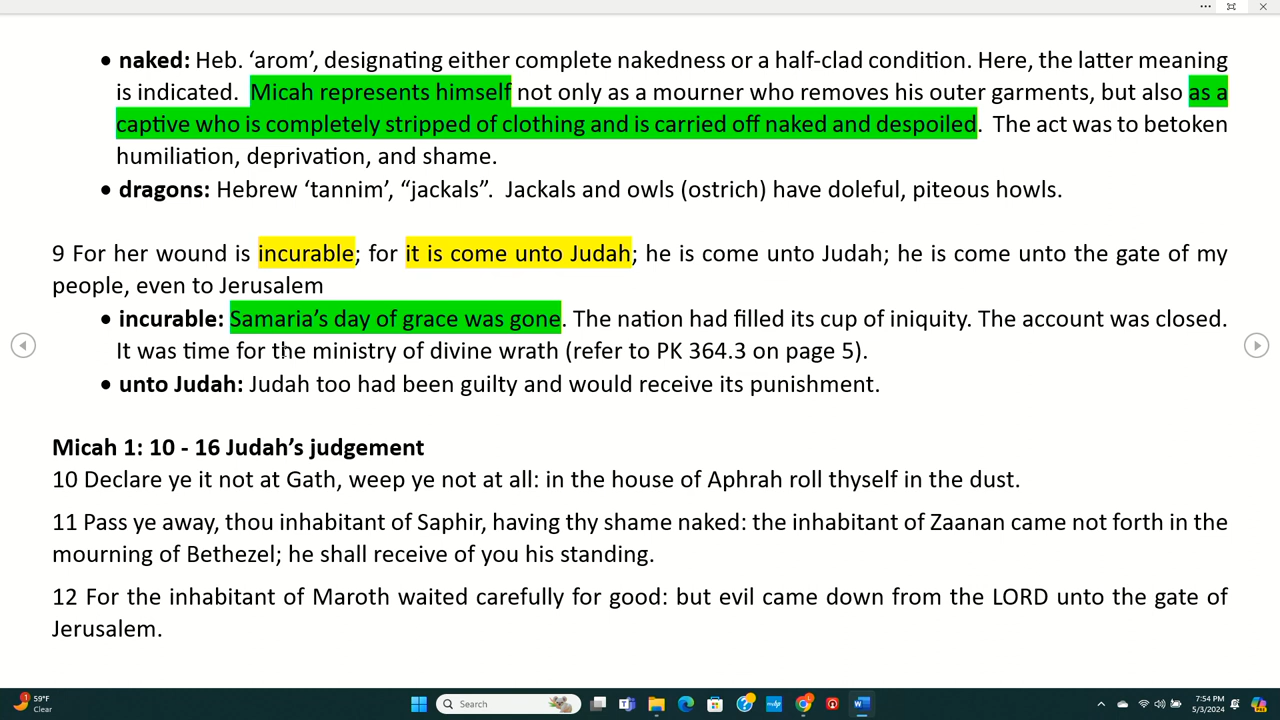 • naked: Heb. ‘arom’, designating either complete nakedness or a half-clad condition. Here, the latter meaning
is indicated. Micah represents himself not only as a mourner who removes his outer garments, but also as a
captive who is completely stripped of clothing and is carried off naked and despoiled. The act was to betoken
humiliation, deprivation, and shame.
• dragons: Hebrew ‘tannim’, “jackals”. Jackals and owls (ostrich) have doleful, piteous howls.
9 For her wound is incurable; for it is come unto Judah; he is come unto Judah; he is come unto the gate of my
people, even to Jerusalem
• incurable: Samaria’s day of grace was gone. The nation had filled its cup of iniquity. The account was closed.
It was time for the ministry of divine wrath (refer to PK 364.3 on page 5).
• unto Judah: Judah too had been guilty and would receive its punishment.
Micah 1: 10 - 16 Judah’s judgement
10 Declare ye it not at Gath, weep ye not at all: in the house of Aphrah roll thyself in the dust.
11 Pass ye away, thou inhabitant of Saphir, having thy shame naked: the inhabitant of Zaanan came not forth in the
mourning of Bethezel; he shall receive of you his standing.
12 For the inhabitant of Maroth waited carefully for good: but evil came down from the LORD unto the gate of
Jerusalem.
1
59°F
Clear
Search
7:54 PM
5/3/2024